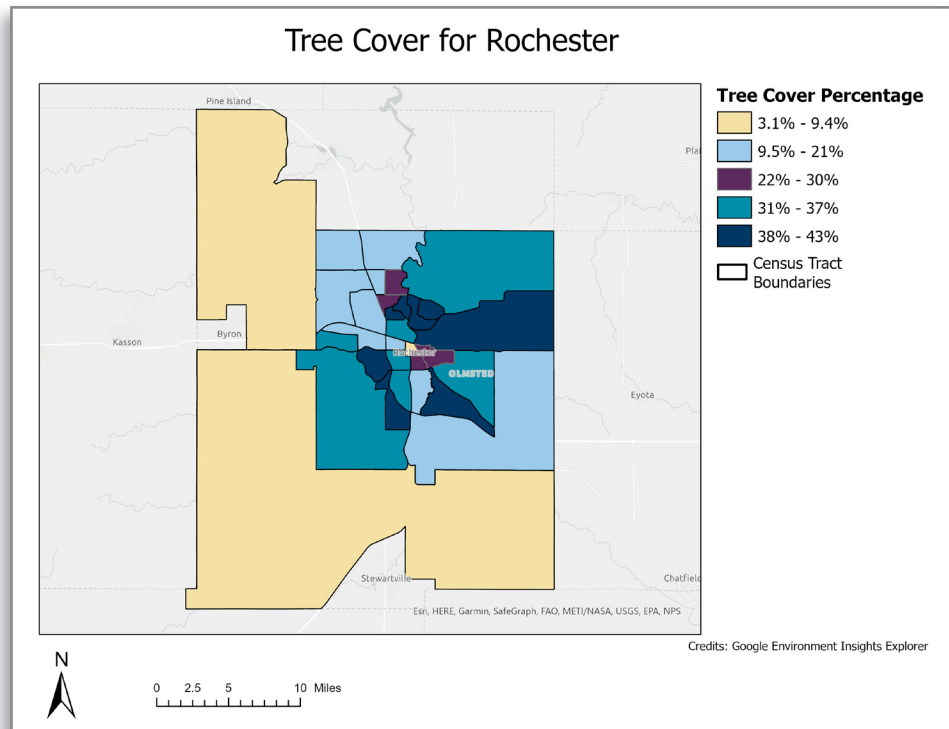 Tree Cover for Rochester
Pine Island
Plai
Kasson
Byron
Rochester
OLMSTED
Eyota
Stewartville
Chatfield
Esri, HERE, Garmin, SafeGraph, FAO, METI/NASA, USGS, EPA, NPS
Tree Cover Percentage
3.1% - 9.4%
9.5% - 21%
22% - 30%
31% - 37%
38% - 43%
Census Tract
Boundaries
Credits: Google Environment Insights Explorer
N
0 2.5 5 10 Miles